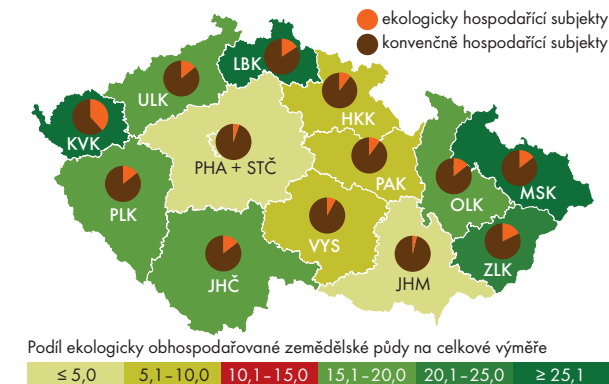 ekologicky hospodařící subjekty
konvenčně hospodařící subjekty
LBK
ULK
HKK
KVK
PHA + STČ
PAK
MSK
OLK
PLK
VYS
ZLK
JHČ
JHM
Podíl ekologicky obhospodařované zemědělské půdy na celkové výměře
≤ 5,0 5,1–10,0 10,1–15,0 15,1–20,0 20,1–25,0 ≥ 25,1